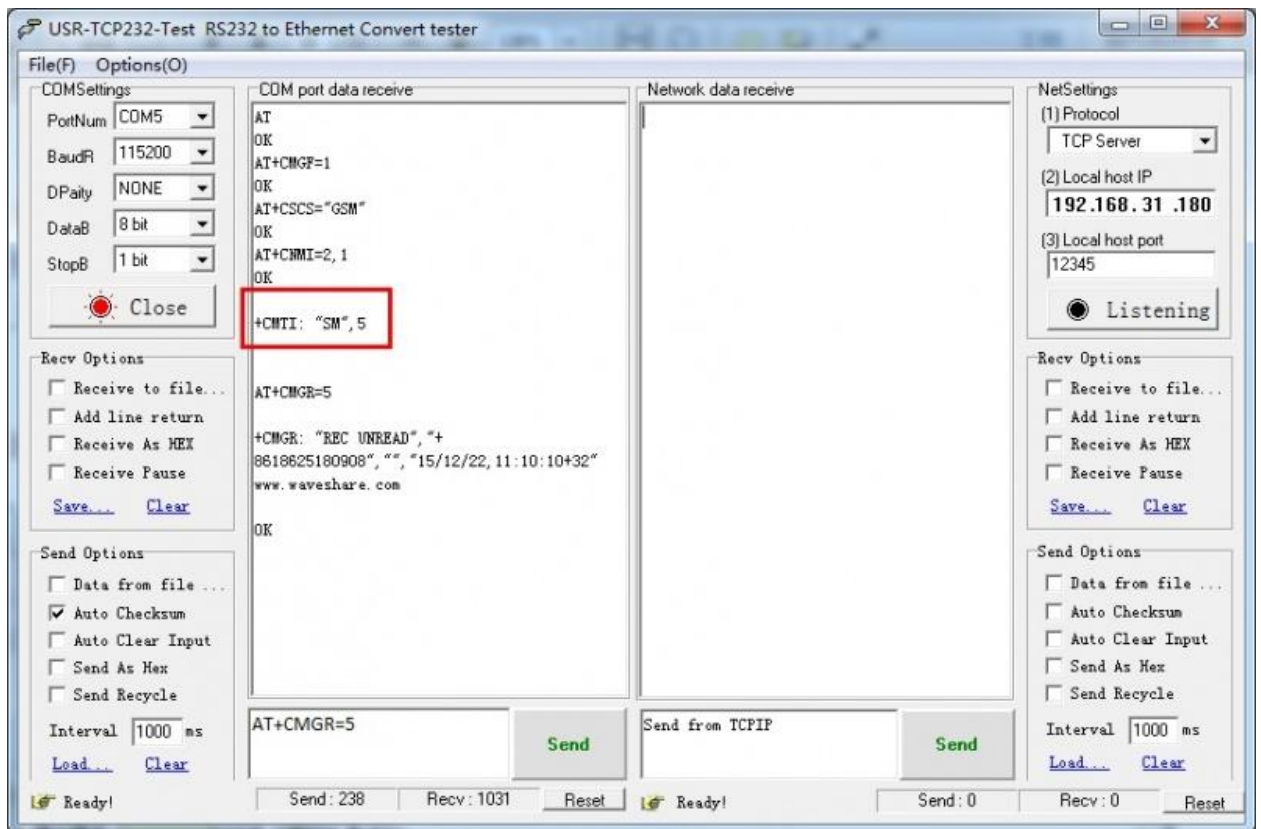 USR-TCP232-Test RS232 to Ethernet Convert tester
File(F) Options(O)
COMSettings
PortNum COM5
BaudR 115200
DPaity NONE
DataB 8 bit
StopB 1 bit
Close
Recv Options
Receive to file...
Add line return
Receive As HEX
Receive Pause
Save... Clear
Send Options
Data from file ...
Auto Checksum
Auto Clear Input
Send As Hex
Send Recycle
Interval 1000 ms
Load... Clear
COM port data receive
AT
OK
AT+CMGF=1
OK
AT+CSCS="GSM"
OK
AT+CNMI=2,1
OK
+CMTI: "SM",5
AT+CMGR=5
+CMGR: "REC UNREAD","+
8618625180908","","15/12/22,11:10:10+32"
www.waveshare.com
OK
AT+CMGR=5
Send
Network data receive
Send from TCPIP
Send
NetSettings
(1) Protocol
TCP Server
(2) Local host IP
192.168.31.180
(3) Local host port
12345
Listening
Recv Options
Receive to file...
Add line return
Receive As HEX
Receive Pause
Save... Clear
Send Options
Data from file ...
Auto Checksum
Auto Clear Input
Send As Hex
Send Recycle
Interval 1000 ms
Load... Clear
Ready! Send : 238 Recv : 1031 Reset
Ready! Send : 0 Recv : 0 Reset